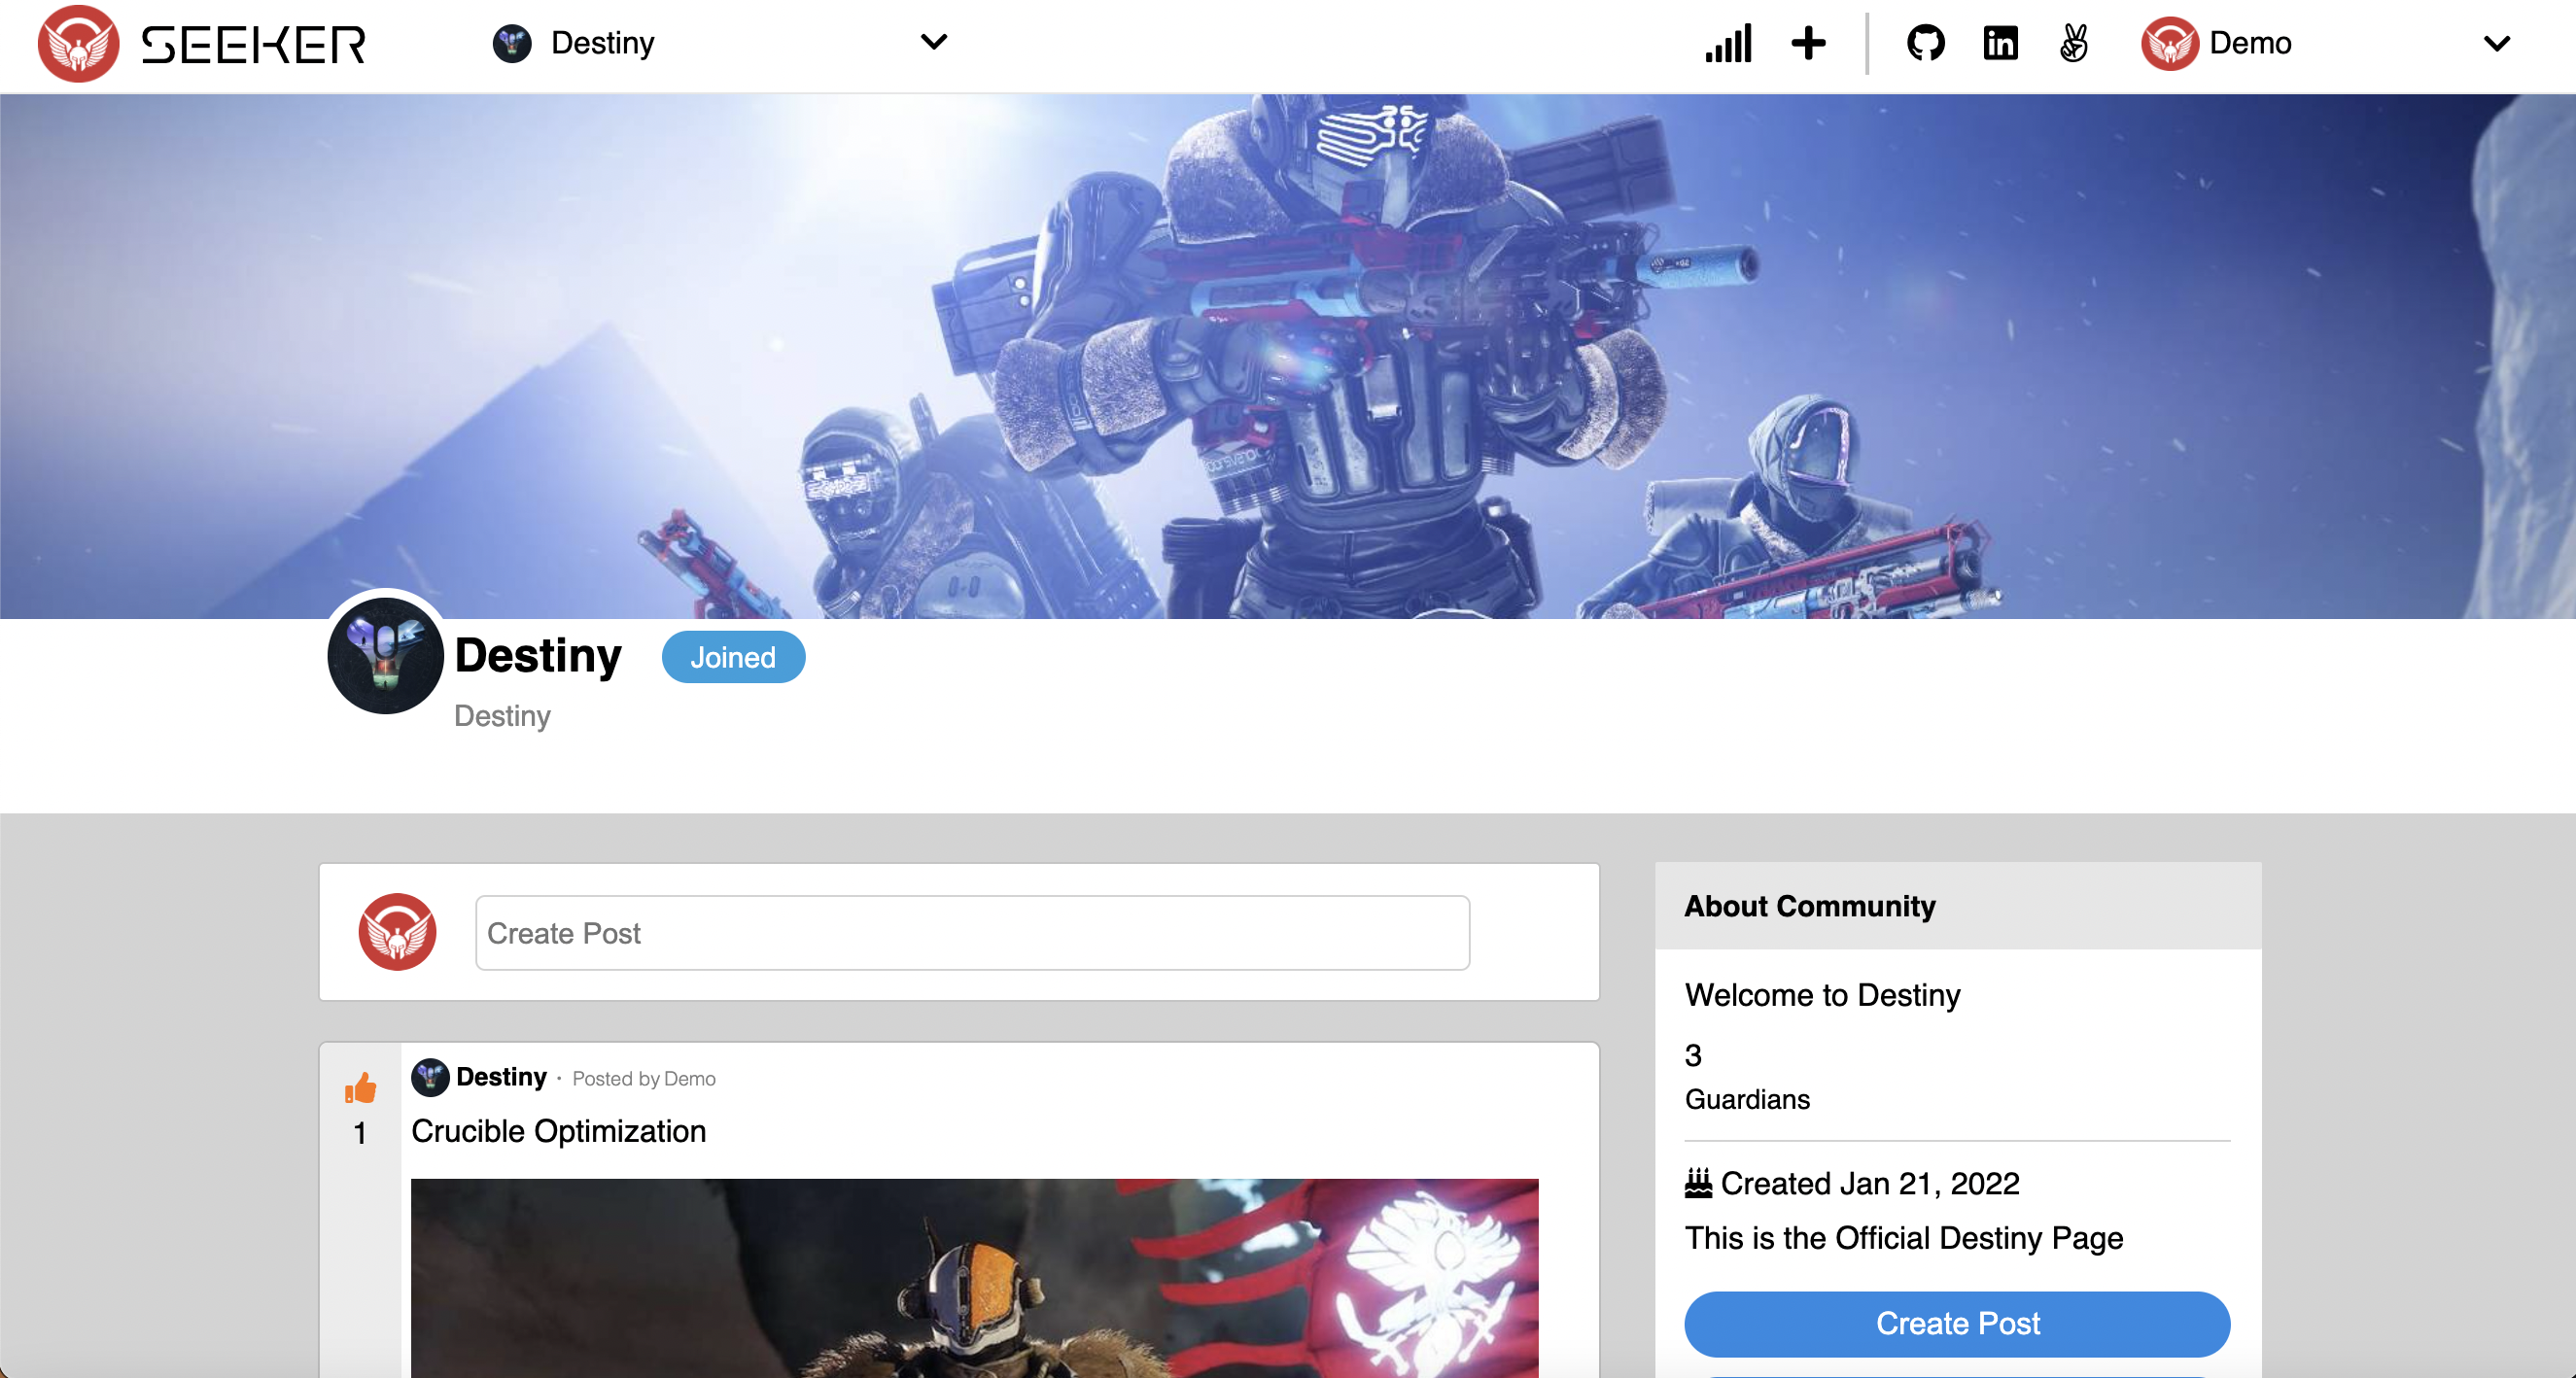 SEEKER
Destiny
Demo
Destiny
Joined
Destiny
Create Post
About Community
Welcome to Destiny
3
Guardians
Destiny · Posted by Demo
1
Crucible Optimization
Created Jan 21, 2022
This is the Official Destiny Page
Create Post